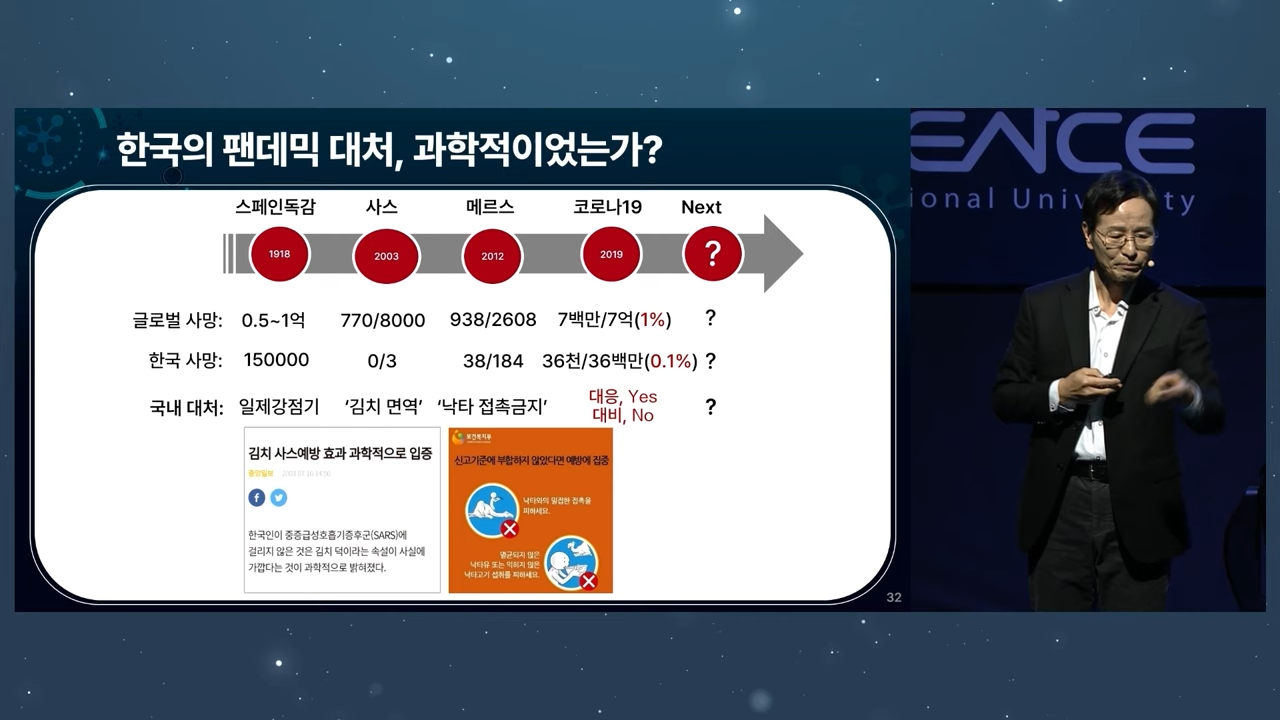 한국의 팬데믹 대처, 과학적이었는가?
스페인독감 사스 메르스 코로나19 Next
1918 2003 2012 2019 ?
글로벌 사망: 0.5~1억 770/8000 938/2608 7백만/7억(1%) ?
한국 사망: 150000 0/3 38/184 36천/36백만(0.1%) ?
국내 대처: 일제강점기 ‘김치 면역’ ‘낙타 접촉금지’ 대응, Yes ?
대비, No
김치 사스예방 효과 과학적으로 입증
중앙일보 2003.07.16 14:56
한국인이 중증급성호흡기증후군(SARS)에
걸리지 않은 것은 김치 덕이라는 속설이 사실에
가깝다는 것이 과학적으로 밝혀졌다.
보건복지부
신고기준에 부합하지 않았다면 예방에 집중
낙타와의 밀접한 접촉을
피하세요.
멸균되지 않은
낙타유 또는 익히지 않은
낙타고기 섭취를 피하세요.
32
ENCE
ional University